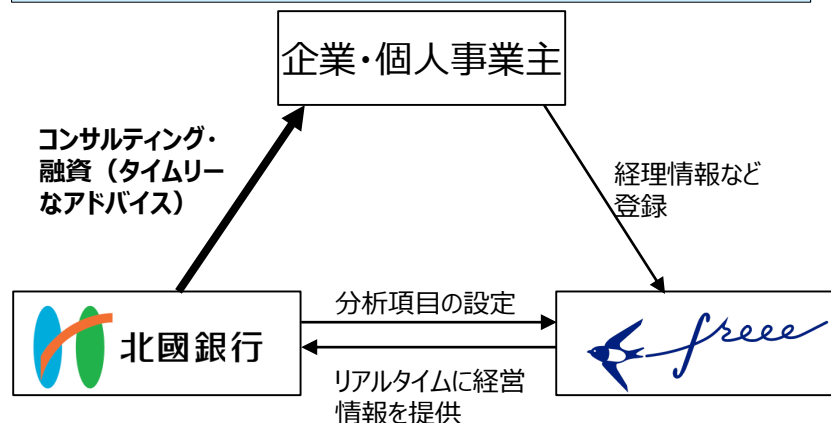 企業・個人事業主
コンサルティング・
融資（タイムリー
なアドバイス）
経理情報など
登録
分析項目の設定
北國銀行
freee
リアルタイムに経営
情報を提供